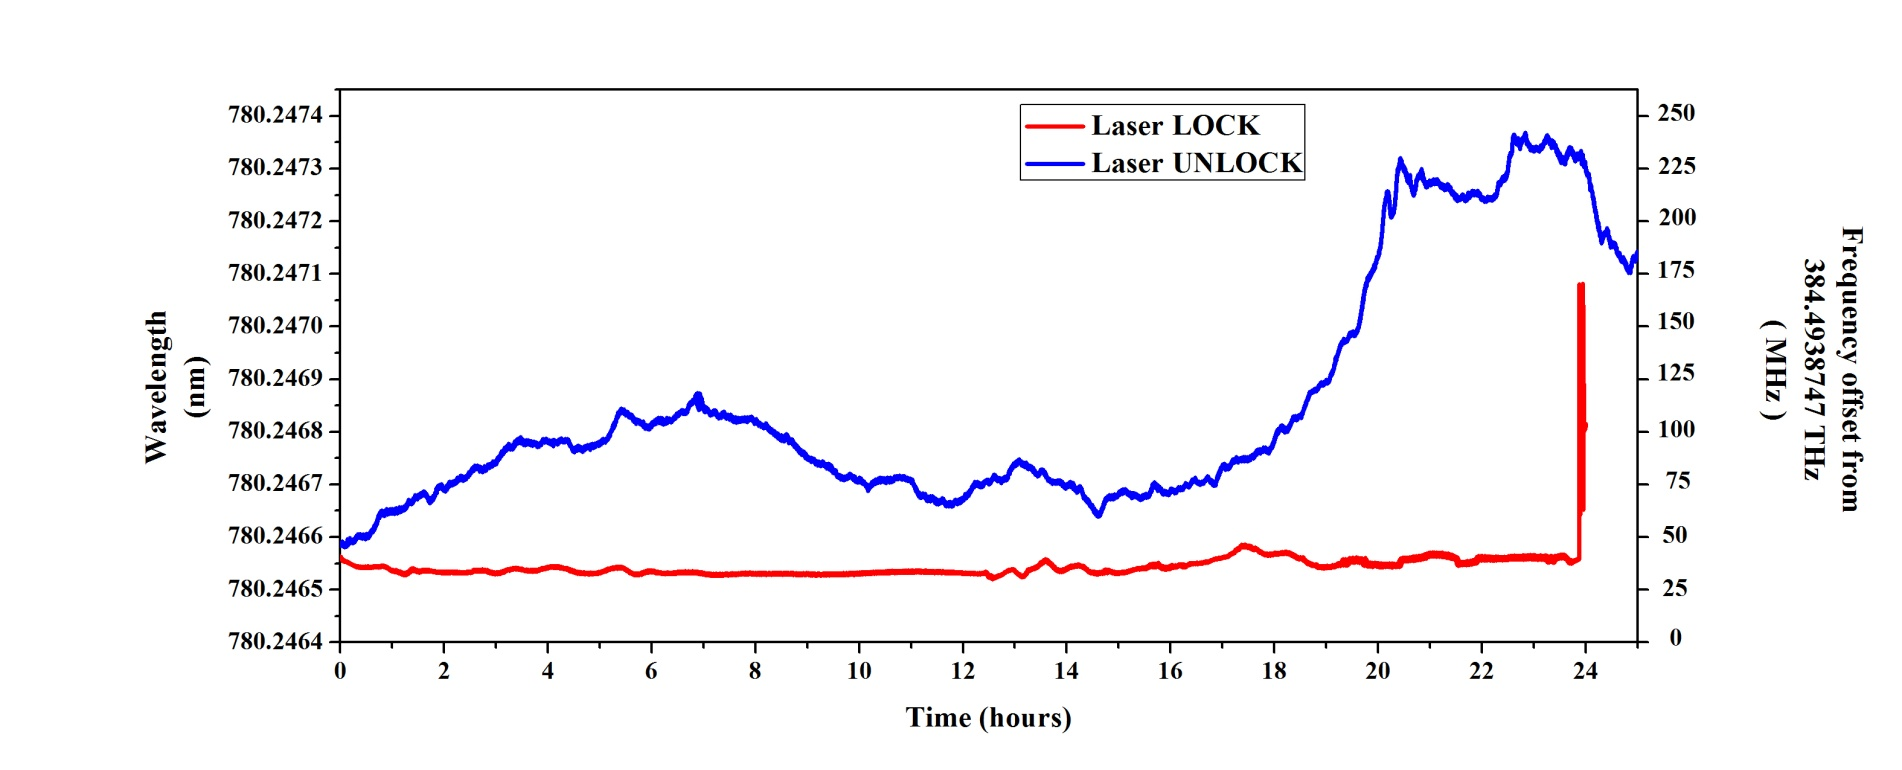 780.2474
780.2473
780.2472
780.2471
780.2470
780.2469
780.2468
780.2467
780.2466
780.2465
780.2464
Wavelength
(nm)
Laser LOCK
Laser UNLOCK
250
225
200
175
150
125
100
75
50
25
0
Frequency offset from
384.4938747 THz
( MHz )
0 2 4 6 8 10 12 14 16 18 20 22 24
Time (hours)